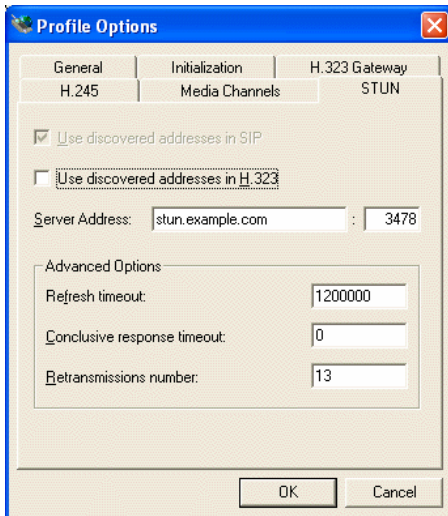 Profile Options
General Initialization H.323 Gateway
H.245 Media Channels STUN
Use discovered addresses in SIP
Use discovered addresses in H.323
Server Address: stun.example.com : 3478
Advanced Options
Refresh timeout: 1200000
Conclusive response timeout: 0
Retransmissions number: 13
OK Cancel